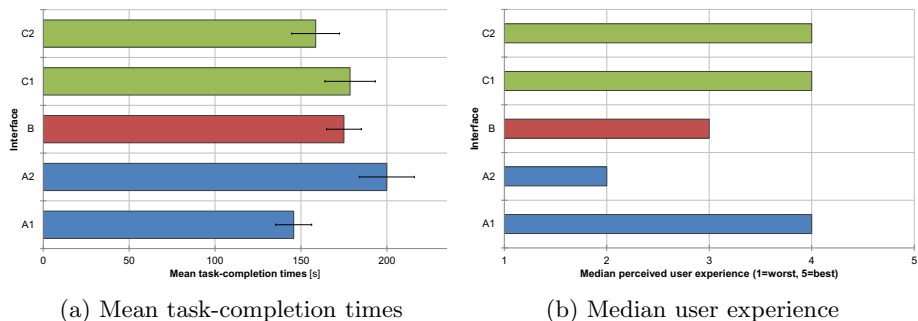 C2
C1
B
A2
A1
Interface
0
50
100
150
200
Mean task-completion times [s]
(a) Mean task-completion times
C2
C1
B
A2
A1
Interface
1
2
3
4
5
Median perceived user experience (1=worst, 5=best)
(b) Median user experience